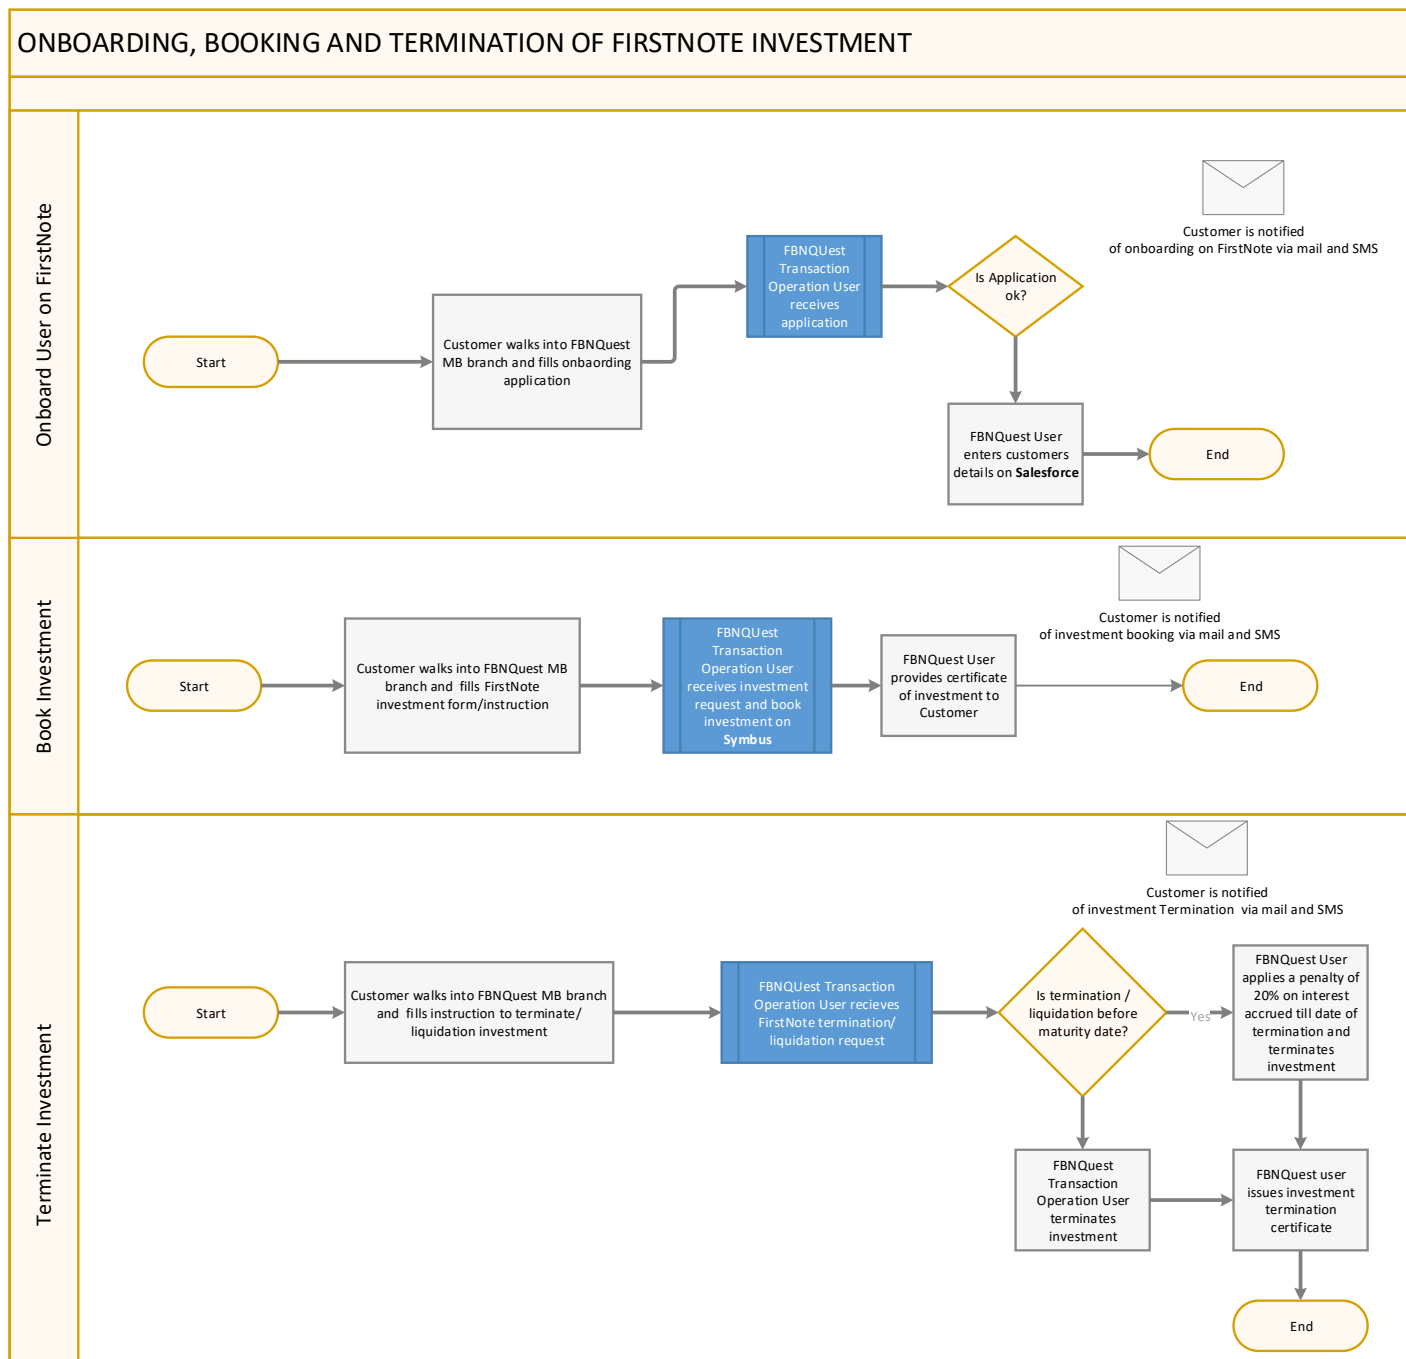 ONBOARDING, BOOKING AND TERMINATION OF FIRSTNOTE INVESTMENT
Onboard User on FirstNote
Start
Customer walks into FBNQuest
MB branch and fills onbaording
application
FBNQUest
Transaction
Operation User
receives
application
Is Application
ok?
Customer is notified
of onboarding on FirstNote via mail and SMS
FBNQuest User
enters customers
details on Salesforce
End
Book Investment
Start
Customer walks into FBNQuest MB
branch and fills FirstNote
investment form/instruction
FBNQUest
Transaction
Operation User
receives investment
request and book
investment on
Symbus
FBNQuest User
provides certificate
of investment to
Customer
Customer is notified
of investment booking via mail and SMS
End
Terminate Investment
Start
Customer walks into FBNQuest MB branch
and fills instruction to terminate/
liquidation investment
FBNQUest Transaction
Operation User recieves
FirstNote termination/
liquidation request
Is termination /
liquidation before
maturity date?
Yes
Customer is notified
of investment Termination via mail and SMS
FBNQuest User
applies a penalty of
20% on interest
accrued till date of
termination and
terminates
investment
FBNQuest
Transaction
Operation User
terminates
investment
FBNQuest user
issues investment
termination
certificate
End